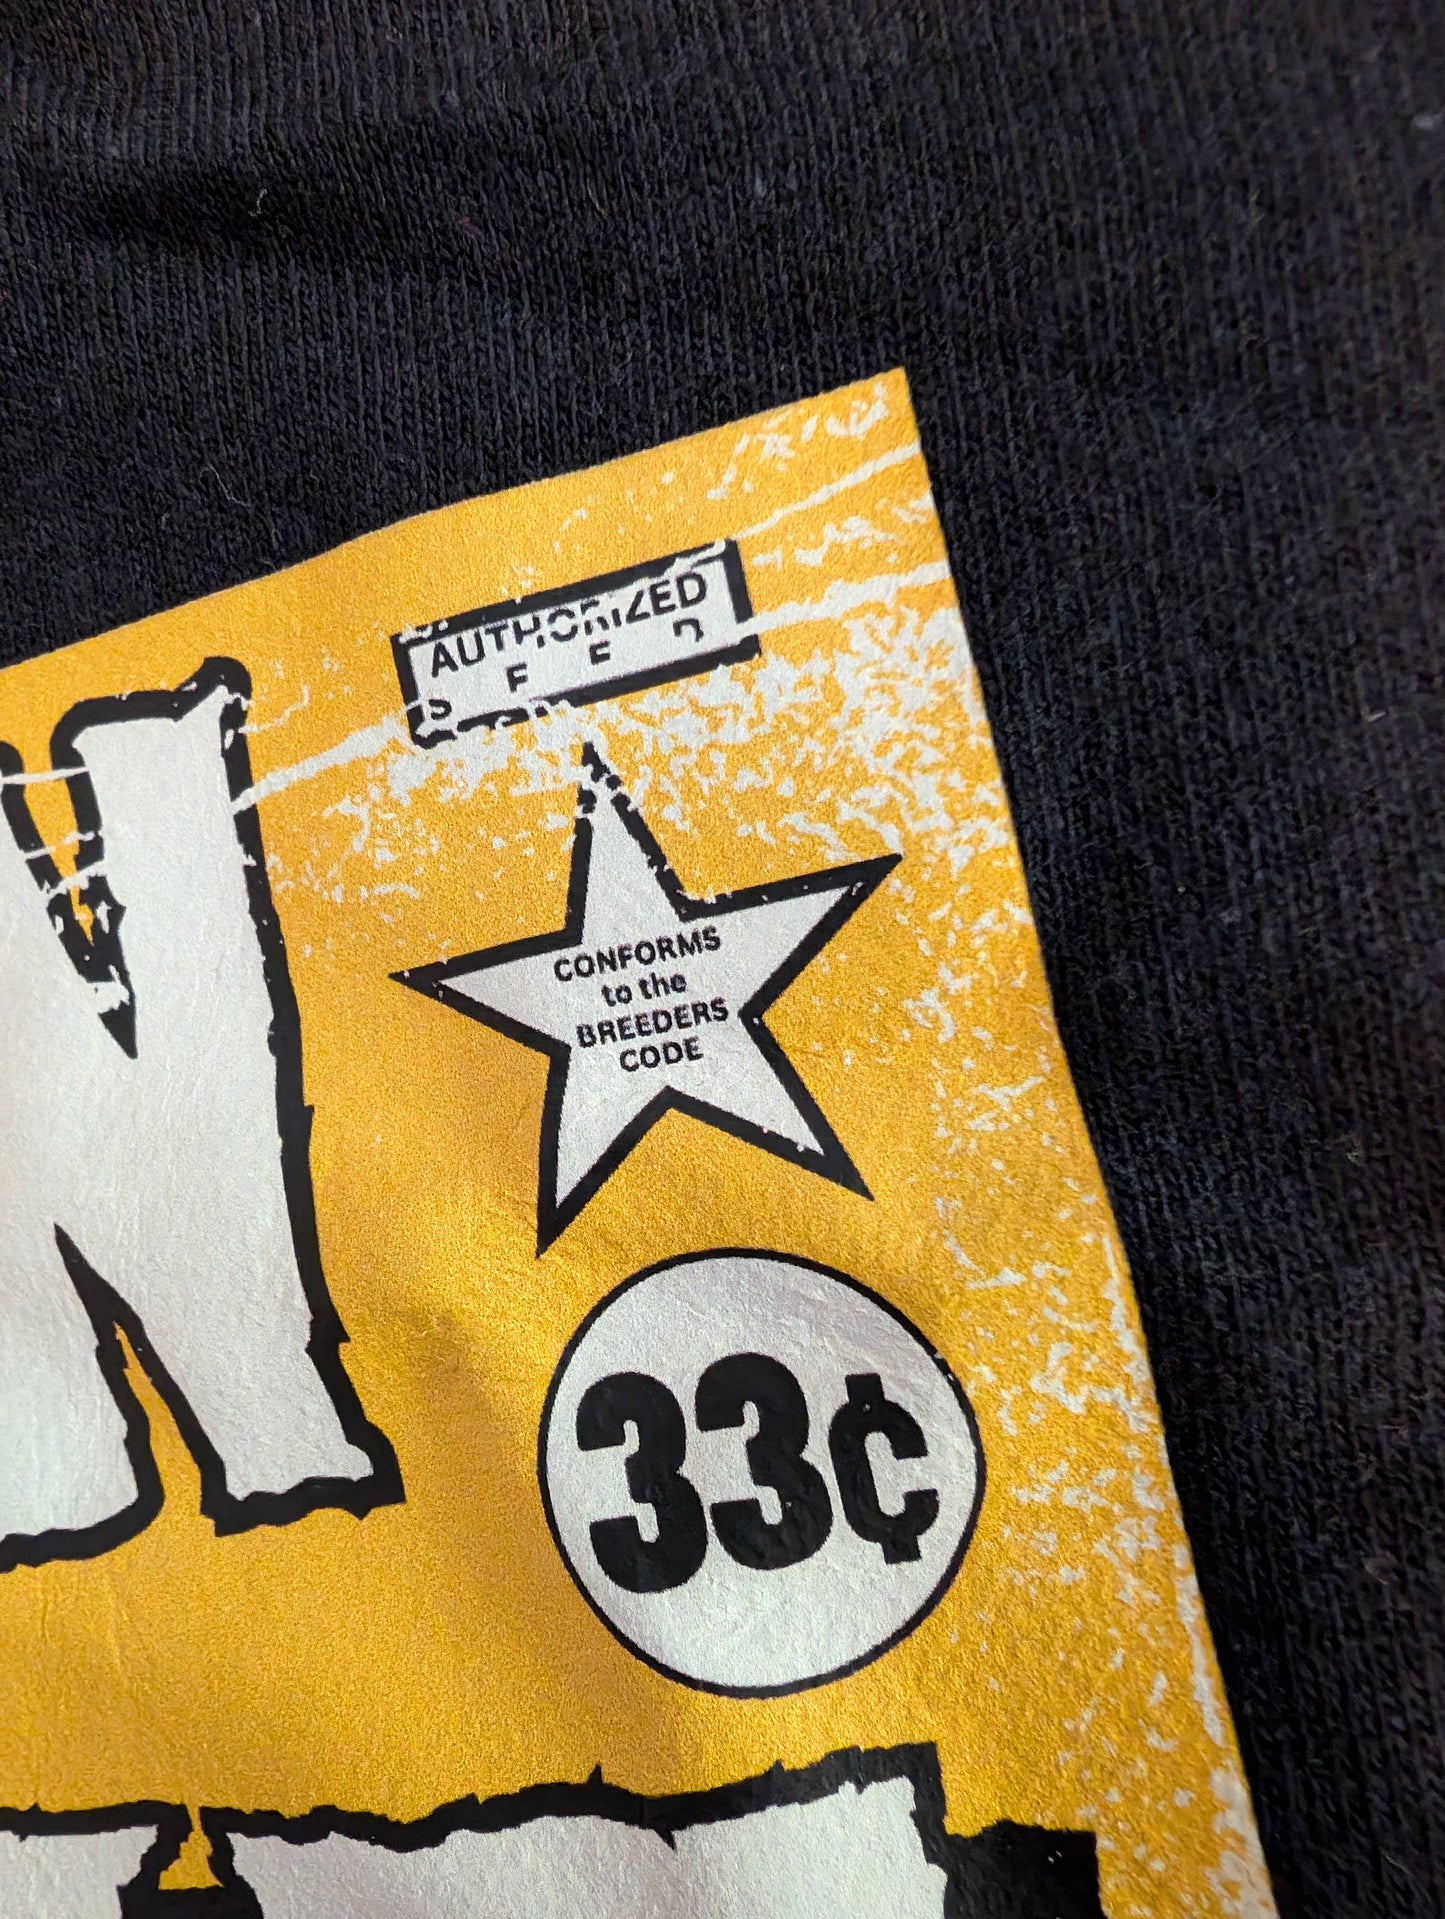 AUTHORIZED
S F E R
CONFORMS
to the
BREEDERS
CODE
33¢